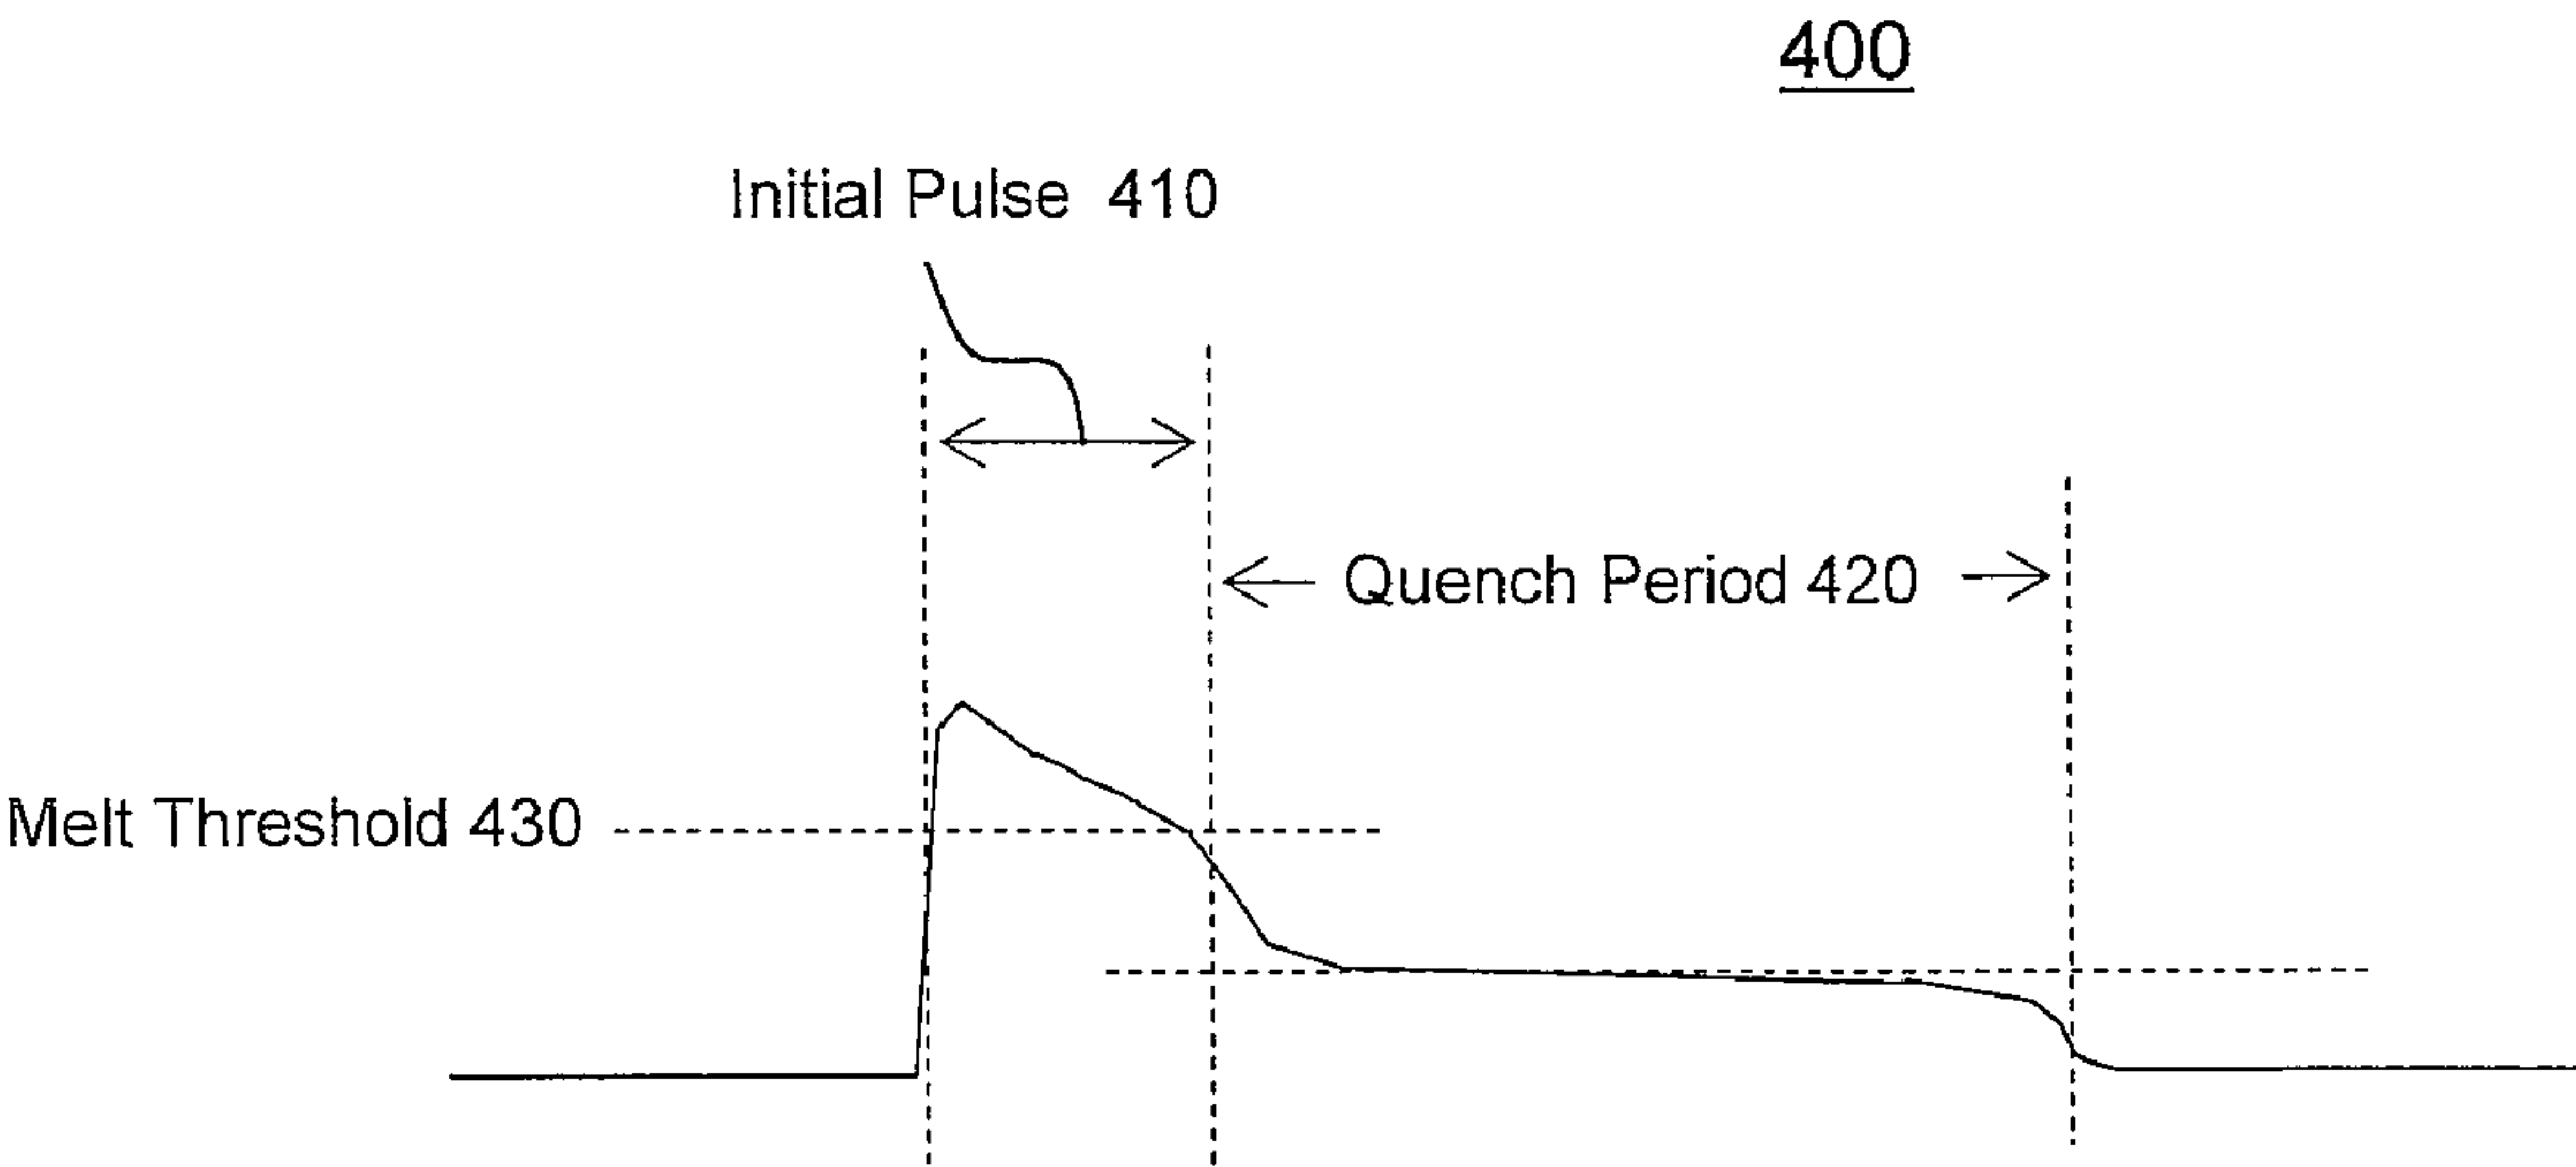 400
Initial Pulse 410
Quench Period 420
Melt Threshold 430